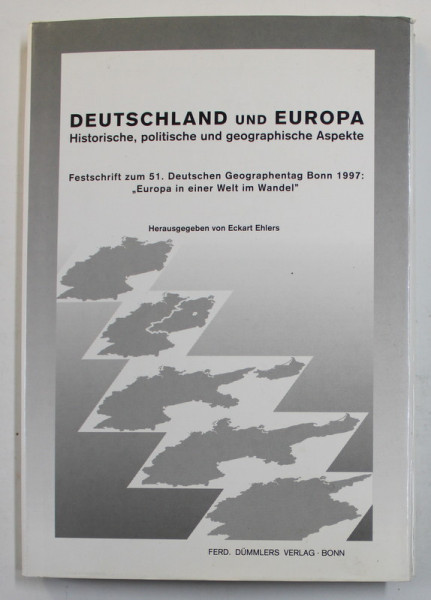 DEUTSCHLAND UND EUROPA
Historische, politische und geographische Aspekte
Festschrift zum 51. Deutschen Geographentag Bonn 1997:
„Europa in einer Welt im Wandel"
Herausgegeben von Eckart Ehlers
FERD. DÜMMLERS VERLAG · BONN